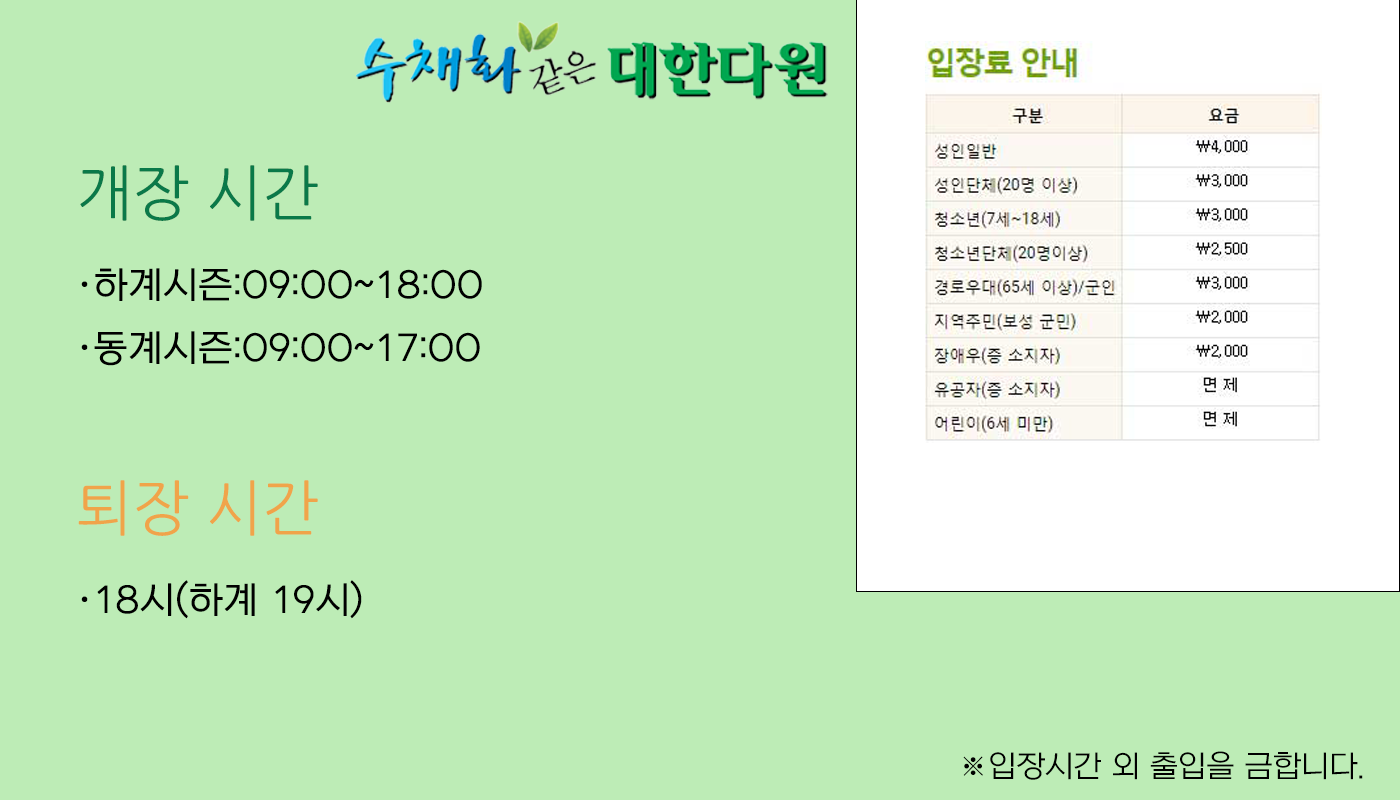 수채화 같은 대한다원
개장 시간
·하계시즌:09:00~18:00
·동계시즌:09:00~17:00
퇴장 시간
·18시(하계 19시)
입장료 안내
구분 요금
성인일반 ₩4,000
성인단체(20명 이상) ₩3,000
청소년(7세~18세) ₩3,000
청소년단체(20명이상) ₩2,500
경로우대(65세 이상)/군인 ₩3,000
지역주민(보성 군민) ₩2,000
장애우(증 소지자) ₩2,000
유공자(증 소지자) 면 제
어린이(6세 미만) 면 제
※입장시간 외 출입을 금합니다.